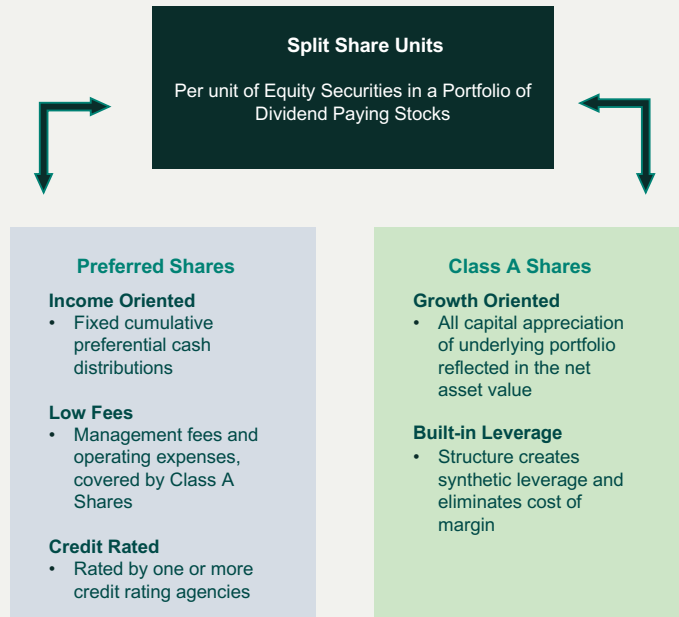 Split Share Units
Per unit of Equity Securities in a Portfolio of
Dividend Paying Stocks
Preferred Shares
Income Oriented
• Fixed cumulative
preferential cash
distributions
Low Fees
• Management fees and
operating expenses,
covered by Class A
Shares
Credit Rated
• Rated by one or more
credit rating agencies
Class A Shares
Growth Oriented
• All capital appreciation
of underlying portfolio
reflected in the net
asset value
Built-in Leverage
• Structure creates
synthetic leverage and
eliminates cost of
margin